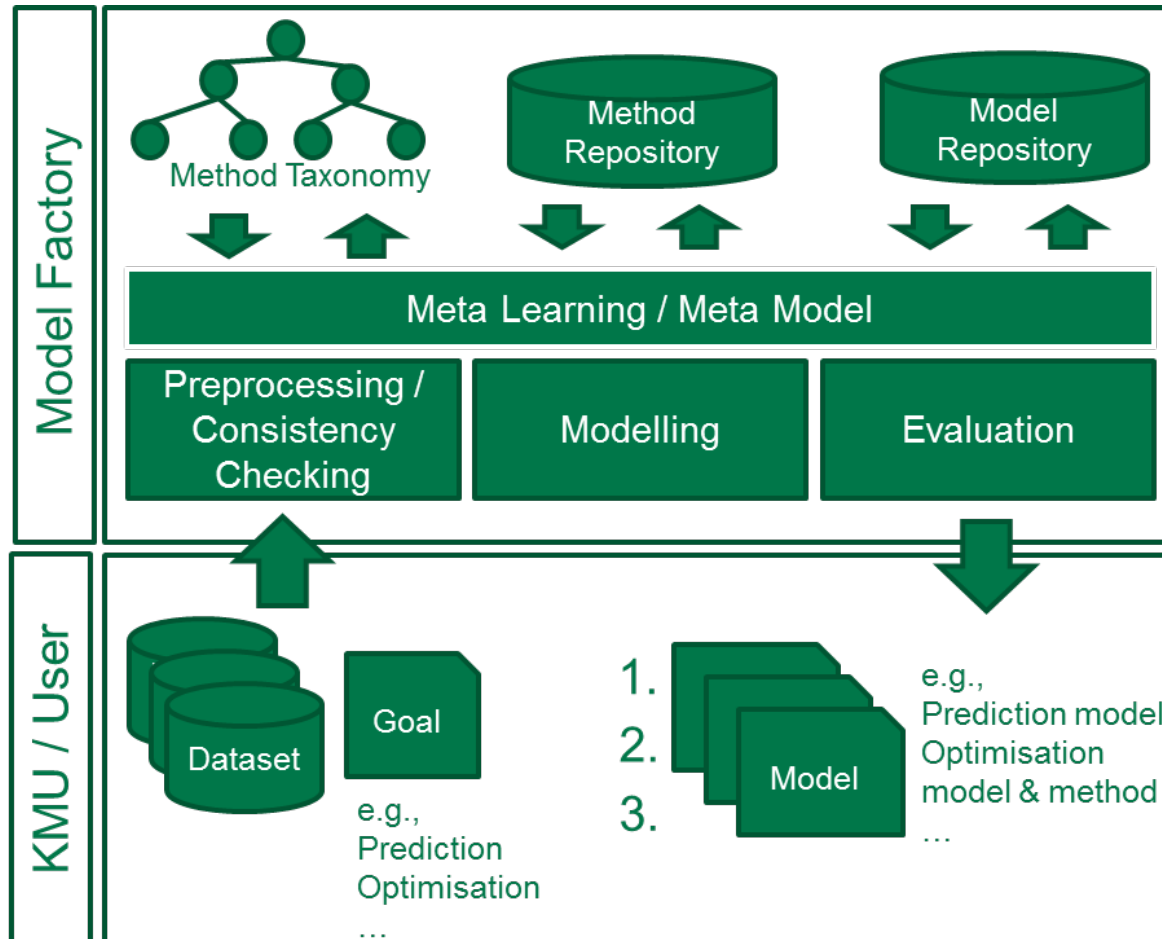 Model Factory
Method Taxonomy
Method
Repository
Model
Repository
Meta Learning / Meta Model
Preprocessing /
Consistency
Checking
Modelling
Evaluation
KMU / User
Dataset
Goal
e.g.,
Prediction
Optimisation
…
1.
2.
3.
Model
e.g.,
Prediction model
Optimisation
model & method
…